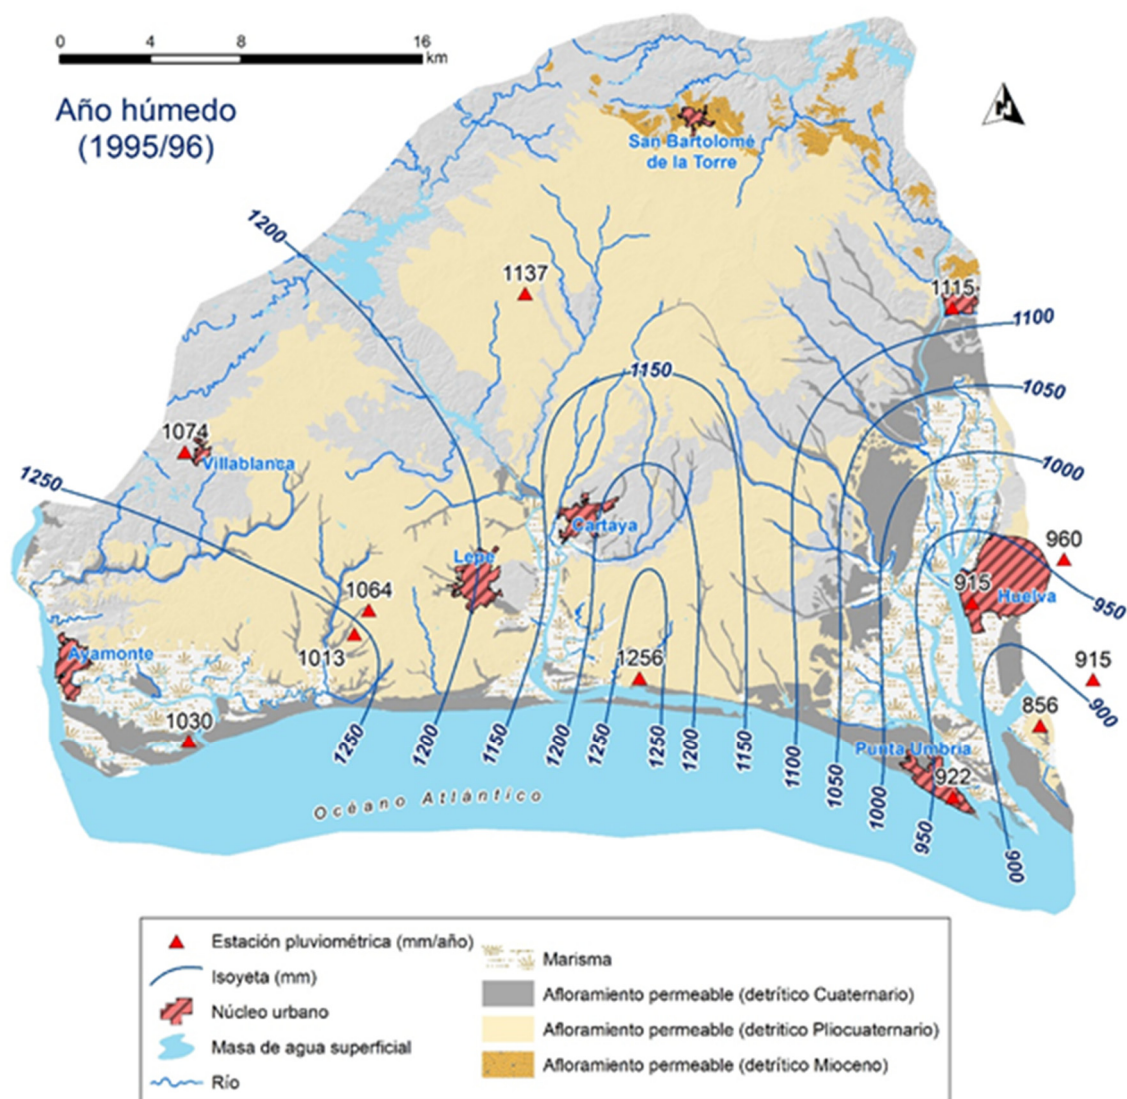 0 4 8 16
km
Año húmedo
(1995/96)
San Bartolomé
de la Torre
1200
1137
1115
1100
1150
1050
1074
Villablanca
1250
1000
Cartaya
Lepe
960
915
Huelva
950
1064
1013
Ayamonte
1256
915
900
856
1030
Punta Umbría
922
1250
1200
1150
1200
1250
1250
1200
1150
1100
1050
1000
950
900
Océano Atlántico
Estación pluviométrica (mm/año)
Isoyeta (mm)
Núcleo urbano
Masa de agua superficial
Río
Marisma
Afloramiento permeable (detrítico Cuaternario)
Afloramiento permeable (detrítico Pliocuaternario)
Afloramiento permeable (detrítico Mioceno)